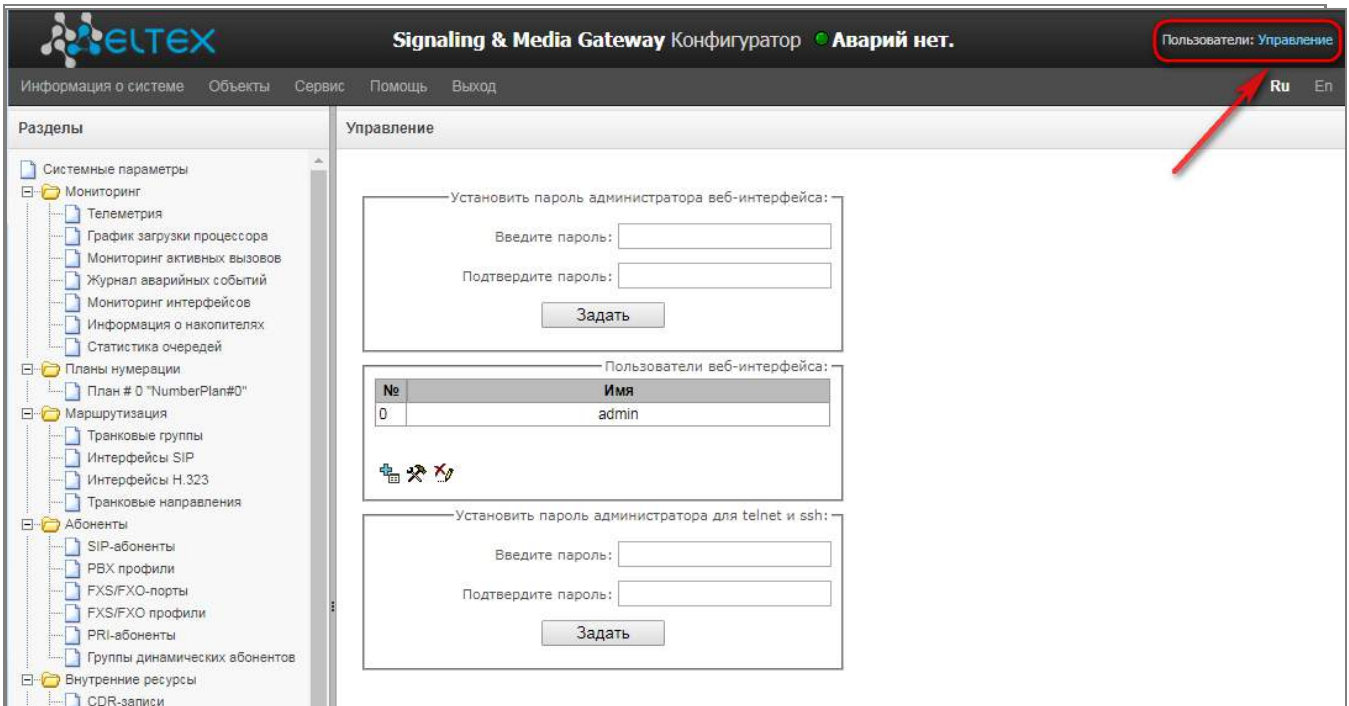 ELTEX
Signaling & Media Gateway Конфигуратор Аварий нет.
Пользователи: Управление
Информация о системе Объекты Сервис Помощь Выход
Ru En
Разделы
Системные параметры
Мониторинг
Телеметрия
График загрузки процессора
Мониторинг активных вызовов
Журнал аварийных событий
Мониторинг интерфейсов
Информация о накопителях
Статистика очередей
Планы нумерации
План # 0 "NumberPlan#0"
Маршрутизация
Транковые группы
Интерфейсы SIP
Интерфейсы H.323
Транковые направления
Абоненты
SIP-абоненты
PBX профили
FXS/FXO-порты
FXS/FXO профили
PRI-абоненты
Группы динамических абонентов
Внутренние ресурсы
CDR-записи
Управление
Установить пароль администратора веб-интерфейса:
Введите пароль:
Подтвердите пароль:
Задать
Пользователи веб-интерфейса:
№ Имя
0 admin
Установить пароль администратора для telnet и ssh:
Введите пароль:
Подтвердите пароль:
Задать